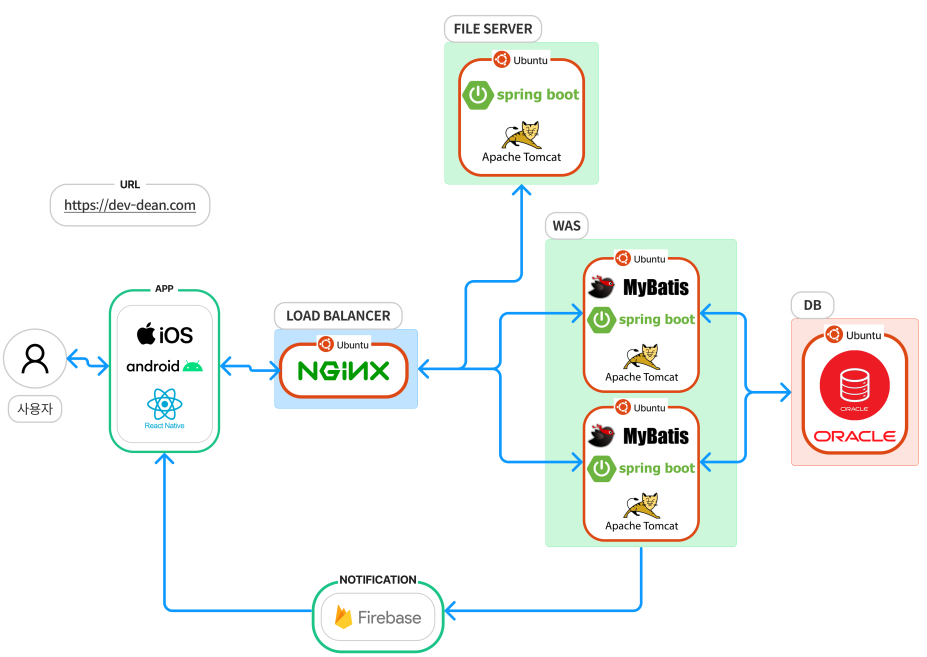 FILE SERVER
Ubuntu
spring boot
Apache Tomcat
URL
https://dev-dean.com
WAS
Ubuntu
MyBatis
spring boot
Apache Tomcat
Ubuntu
MyBatis
spring boot
Apache Tomcat
APP
iOS
android
React Native
LOAD BALANCER
Ubuntu
NGINX
DB
Ubuntu
ORACLE
ORACLE
사용자
NOTIFICATION
Firebase